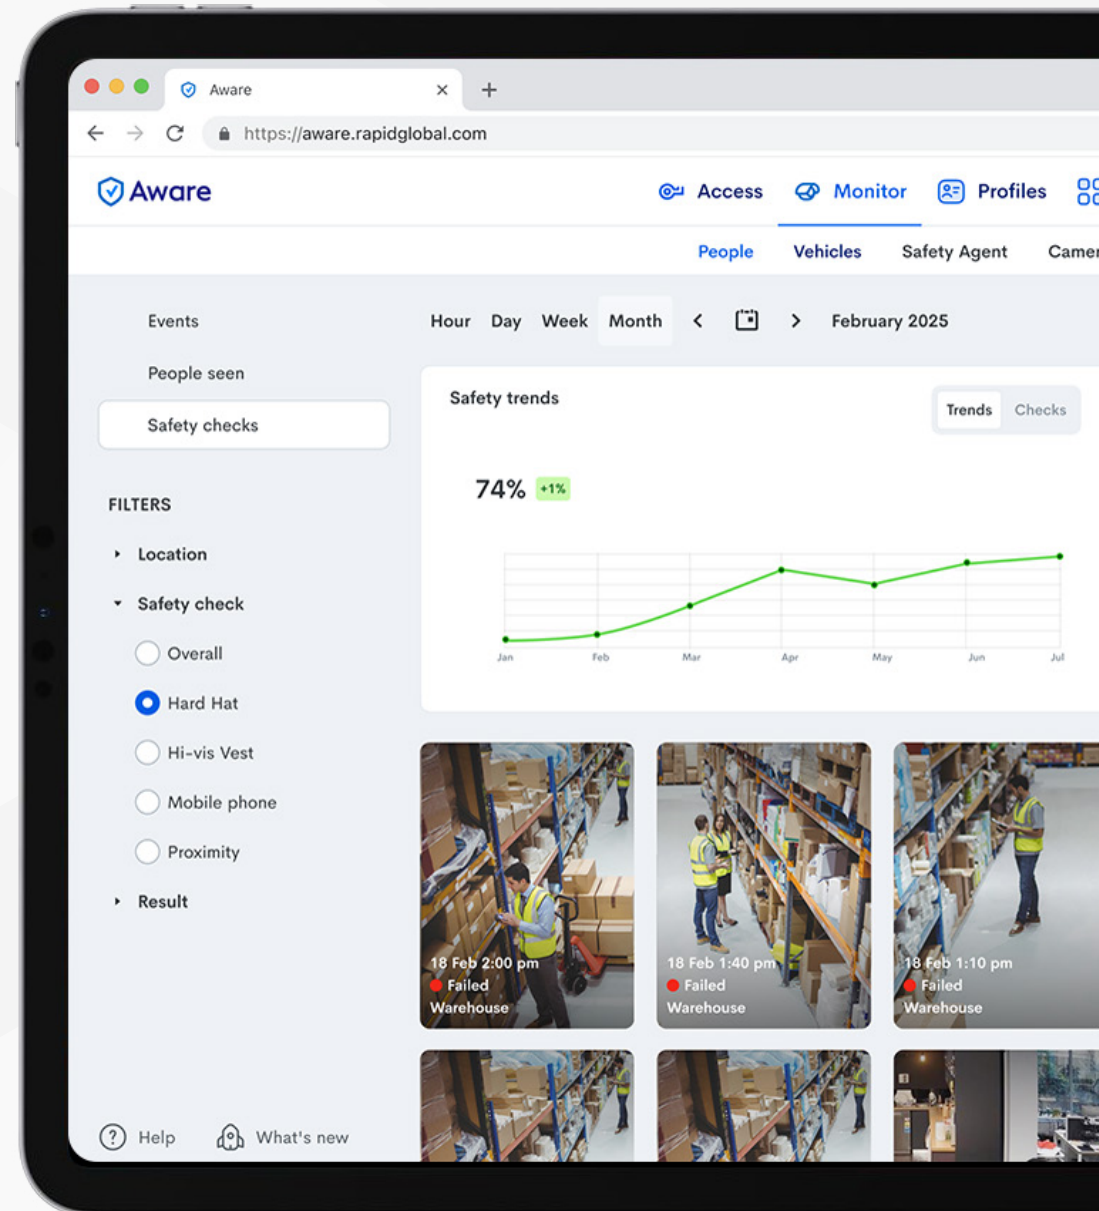 Aware
https://aware.rapidglobal.com
Aware
Access Monitor Profiles
People Vehicles Safety Agent Camer
Events
People seen
Safety checks
FILTERS
Location
Safety check
Overall
Hard Hat
Hi-vis Vest
Mobile phone
Proximity
Result
Help What's new
Hour Day Week Month February 2025
Safety trends
Trends Checks
74% +1%
Jan Feb Mar Apr May Jun Jul
18 Feb 2:00 pm
Failed
Warehouse
18 Feb 1:40 pm
Failed
Warehouse
18 Feb 1:10 pm
Failed
Warehouse